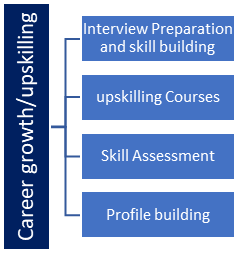 Career growth/upskilling
Interview Preparation
and skill building
upskilling Courses
Skill Assessment
Profile building